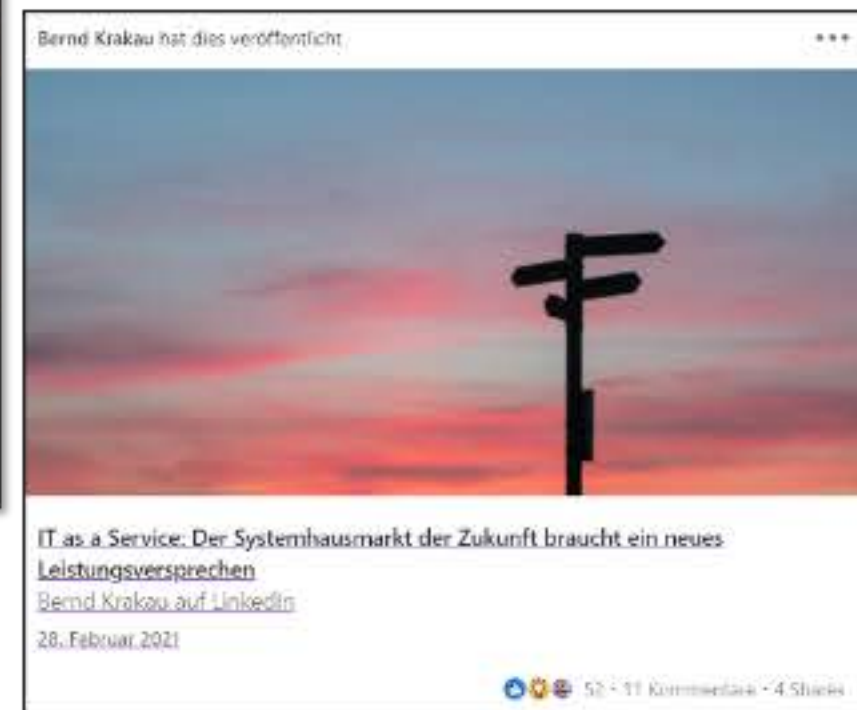 Bernd Krakau hat dies veröffentlicht
IT as a Service: Der Systemhausmarkt der Zukunft braucht ein neues
Leistungsversprechen
Bernd Krakau auf LinkedIn
28. Februar 2021
52 • 11 Kommentare • 4 Shares